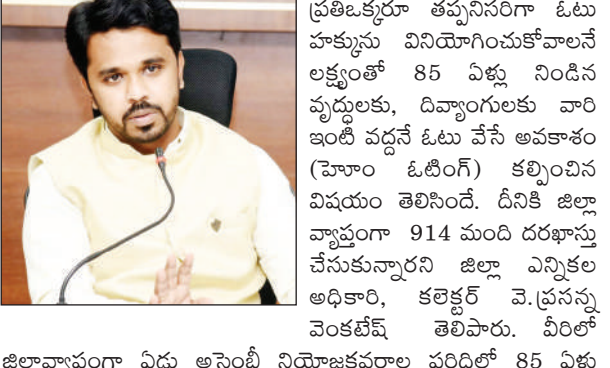 ప్రతిఒక్కరూ తప్పనిసరిగా ఓటు
హక్కును వినియోగించుకోవాలనే
లక్ష్యంతో 85 ఏళ్లు నిండిన
వృద్ధులకు, దివ్యాంగులకు వారి
ఇంటి వద్దనే ఓటు వేసే అవకాశం
(హెూం ఓటింగ్) కల్పించిన
విషయం తెలిసిందే. దీనికి జిల్లా
వ్యాప్తంగా 914 మంది దరఖాస్తు
చేసుకున్నారని జిల్లా ఎన్నికల
అధికారి, కలెక్టర్ వె.ప్రసన్న
వెంకటేష్ తెలిపారు. వీరిలో
జిల్లావ్యాప్తంగా ఏడు అసెంబ్లీ నియోజకవర్గాల పరిధిలో 85 ఏళ్లు